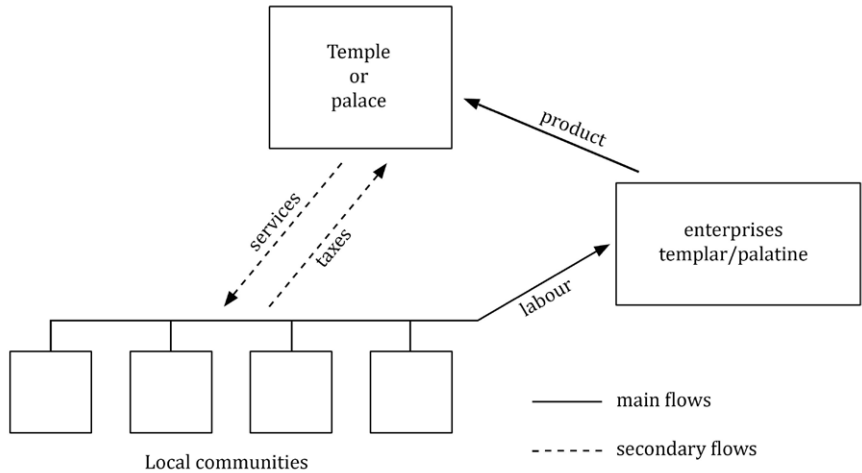 Temple
or
palace
product
services
taxes
enterprises
templar/palatine
labour
main flows
secondary flows
Local communities